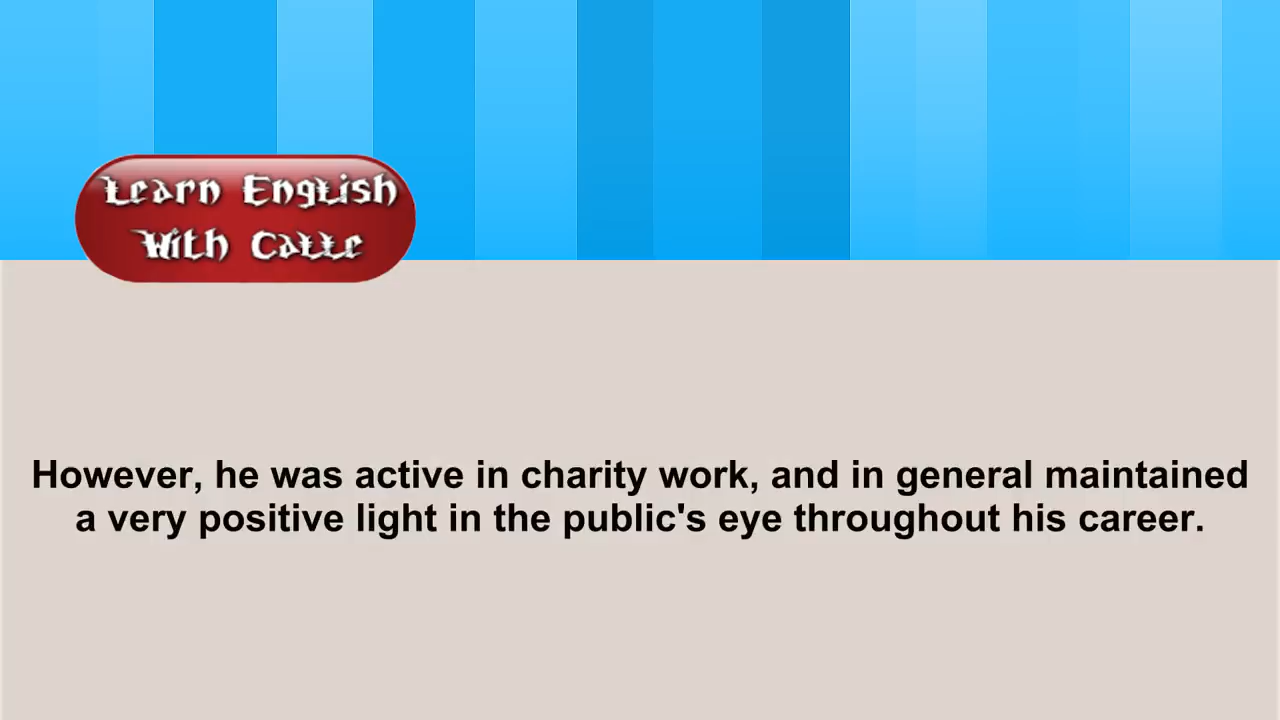 Learn English
With Catte
However, he was active in charity work, and in general maintained
a very positive light in the public's eye throughout his career.